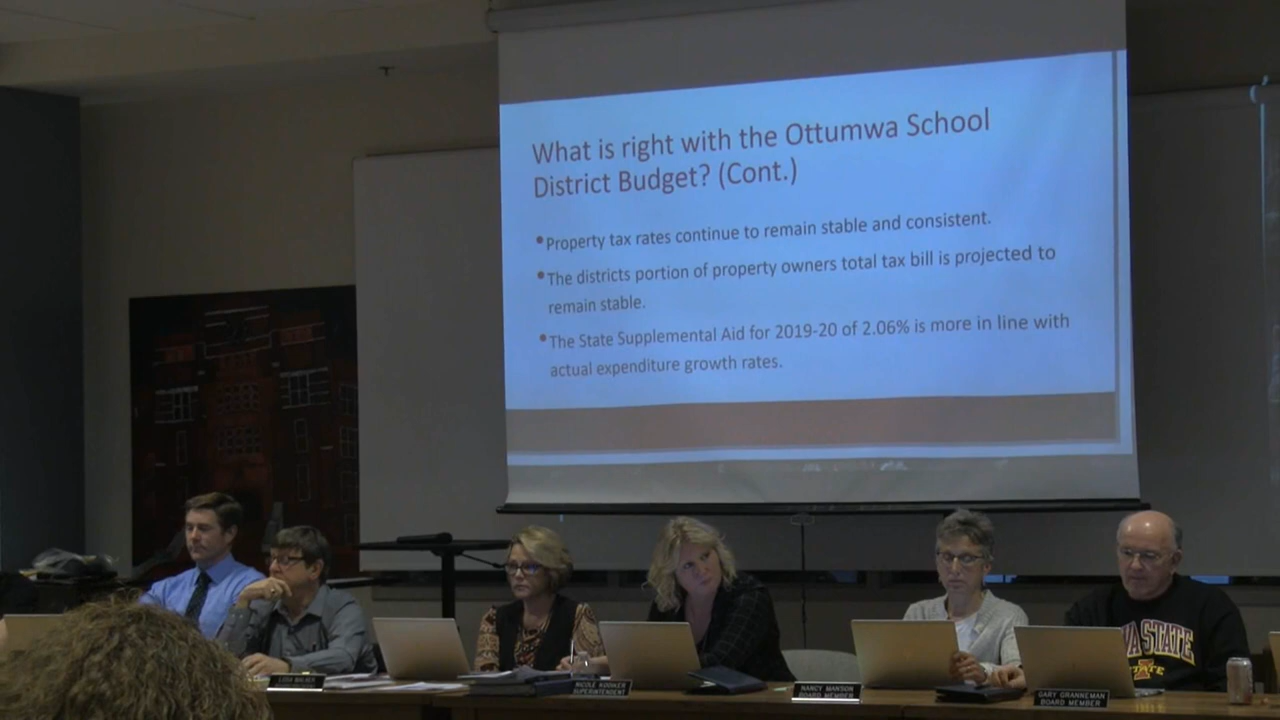 What is right with the Ottumwa School
District Budget? (Cont.)
•Property tax rates continue to remain stable and consistent.
•The districts portion of property owners total tax bill is projected to
remain stable.
•The State Supplemental Aid for 2019-20 of 2.06% is more in line with
actual expenditure growth rates.
NICOLE KOOIKER
SUPERINTENDENT
NANCY MANSON
BOARD MEMBER
GARY GRANNEMAN
BOARD MEMBER
WA STATE
STATE